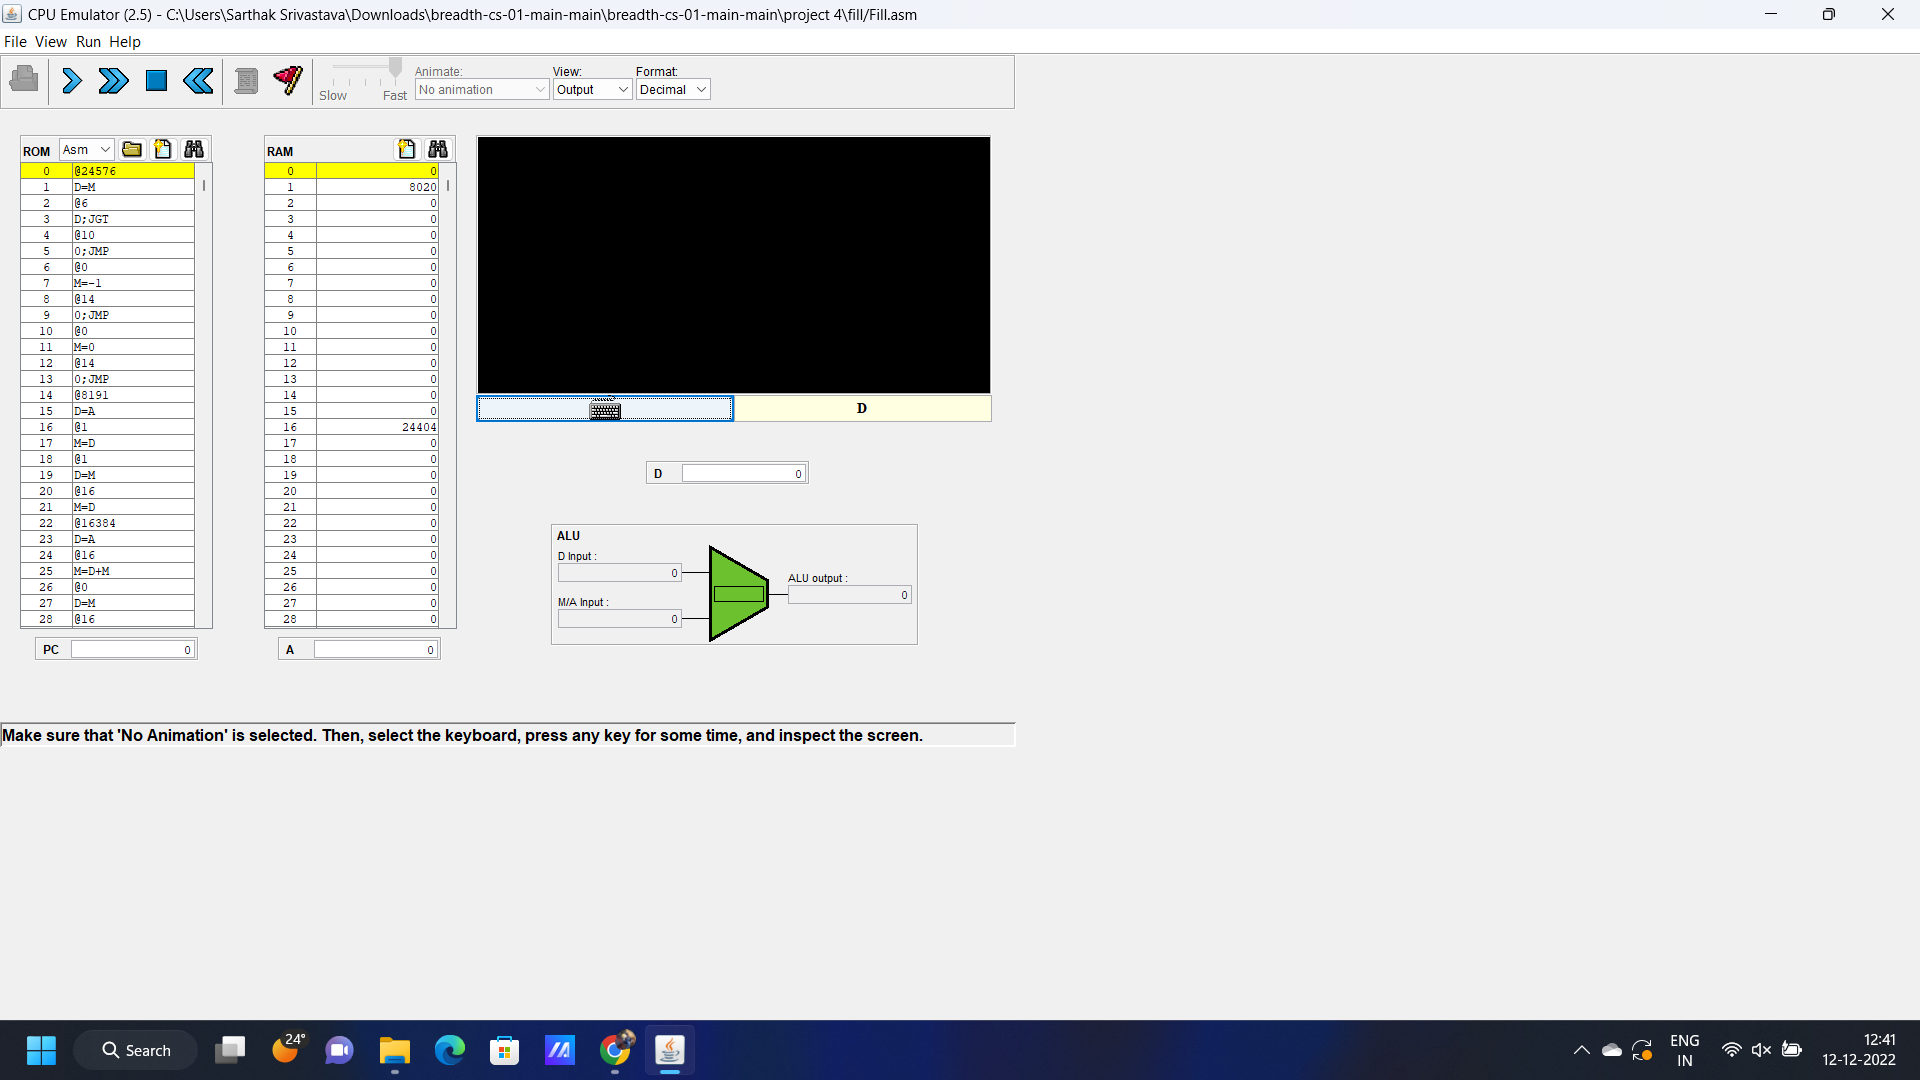 CPU Emulator (2.5) - C:\Users\Sarthak Srivastava\Downloads\breadth-cs-01-main-main\breadth-cs-01-main-main\project 4\fill/Fill.asm
File View Run Help
Slow Fast
Animate:
No animation
View:
Output
Format:
Decimal
ROM Asm
0 @24576
1 D=M
2 @6
3 D;JGT
4 @10
5 0;JMP
6 @0
7 M=-1
8 @14
9 0;JMP
10 @0
11 M=0
12 @14
13 0;JMP
14 @8191
15 D=A
16 @1
17 M=D
18 @1
19 D=M
20 @16
21 M=D
22 @16384
23 D=A
24 @16
25 M=D+M
26 @0
27 D=M
28 @16
PC 0
RAM
0 0
1 8020
2 0
3 0
4 0
5 0
6 0
7 0
8 0
9 0
10 0
11 0
12 0
13 0
14 0
15 0
16 24404
17 0
18 0
19 0
20 0
21 0
22 0
23 0
24 0
25 0
26 0
27 0
28 0
A 0
D
D 0
ALU
D Input :
0
M/A Input :
0
ALU output :
0
Make sure that 'No Animation' is selected. Then, select the keyboard, press any key for some time, and inspect the screen.
Search
24°
ENG
IN
12:41
12-12-2022